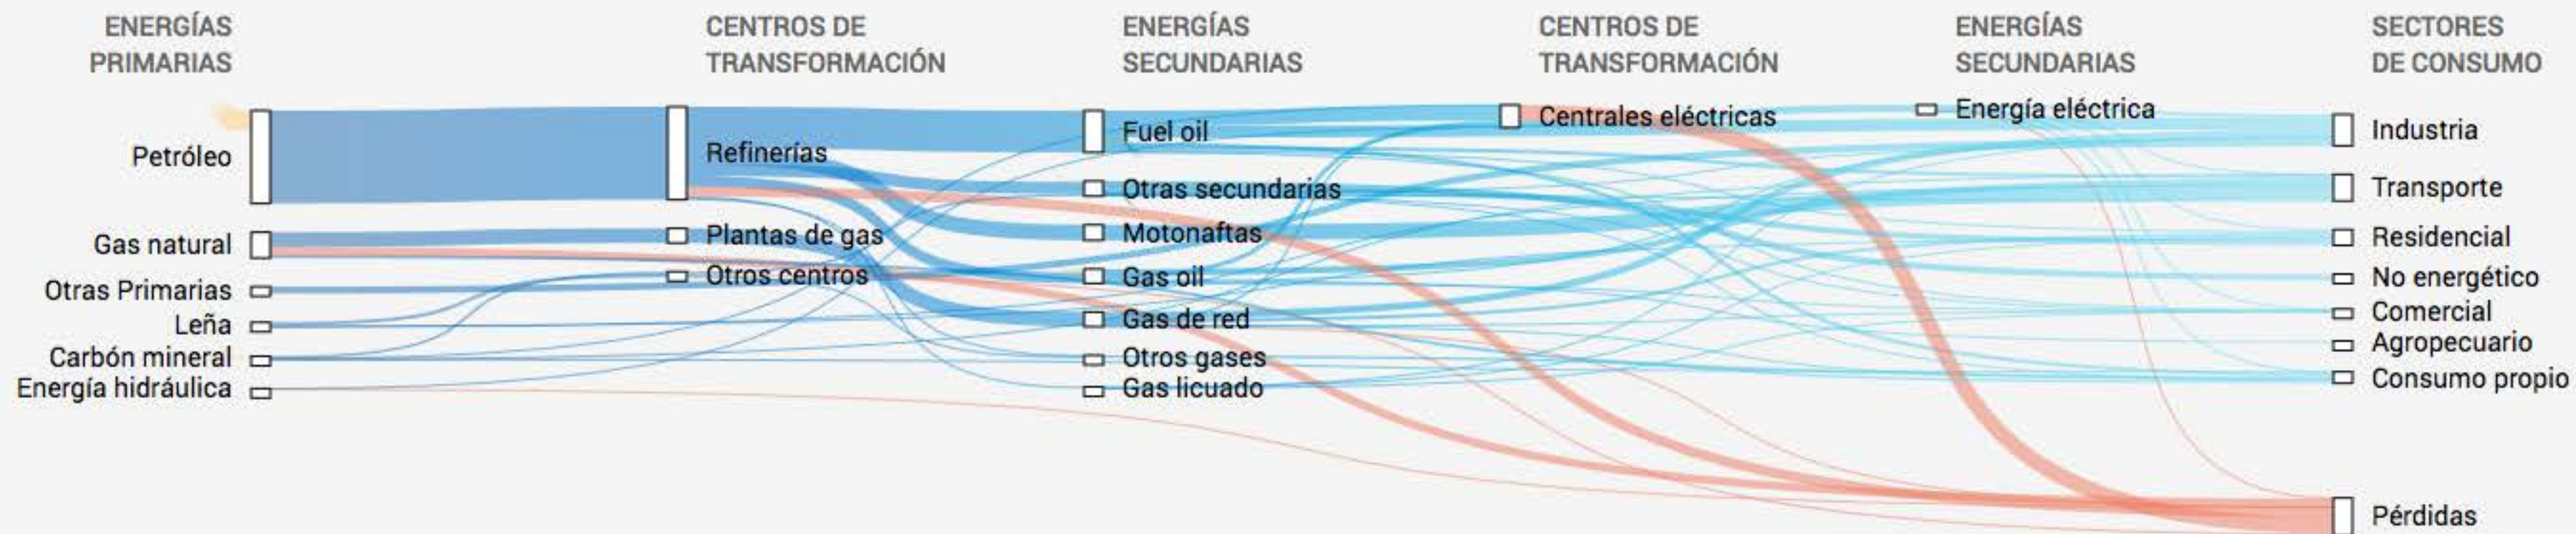 ENERGÍAS
PRIMARIAS
CENTROS DE
TRANSFORMACIÓN
ENERGÍAS
SECUNDARIAS
CENTROS DE
TRANSFORMACIÓN
ENERGÍAS
SECUNDARIAS
SECTORES
DE CONSUMO
Petróleo
Gas natural
Otras Primarias
Leña
Carbón mineral
Energía hidráulica
Refinerías
Plantas de gas
Otros centros
Fuel oil
Otras secundarias
Motonaftas
Gas oil
Gas de red
Otros gases
Gas licuado
Centrales eléctricas
Energía eléctrica
Industria
Transporte
Residencial
No energético
Comercial
Agropecuario
Consumo propio
Pérdidas